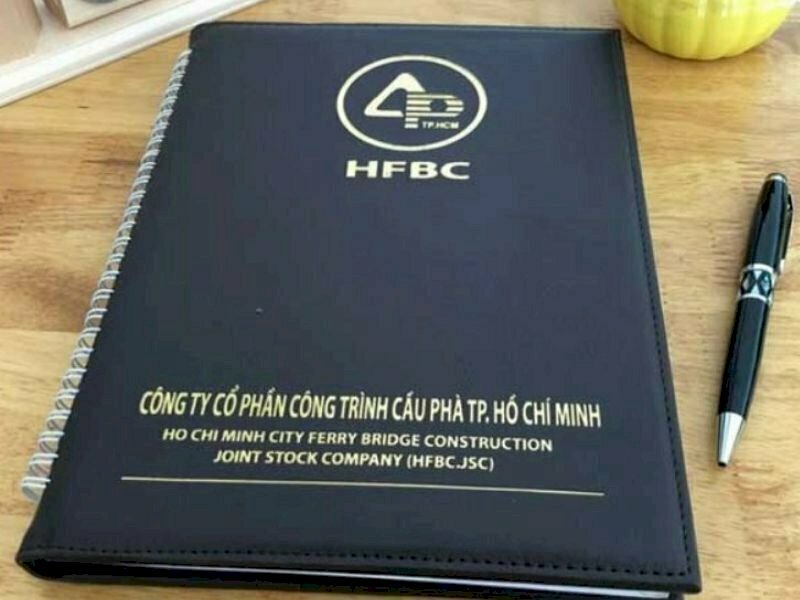 CP
TP.HCM
HFBC
CÔNG TY CỔ PHẦN CÔNG TRÌNH CẦU PHÀ TP. HỒ CHÍ MINH
HO CHI MINH CITY FERRY BRIDGE CONSTRUCTION
JOINT STOCK COMPANY (HFBC.JSC)